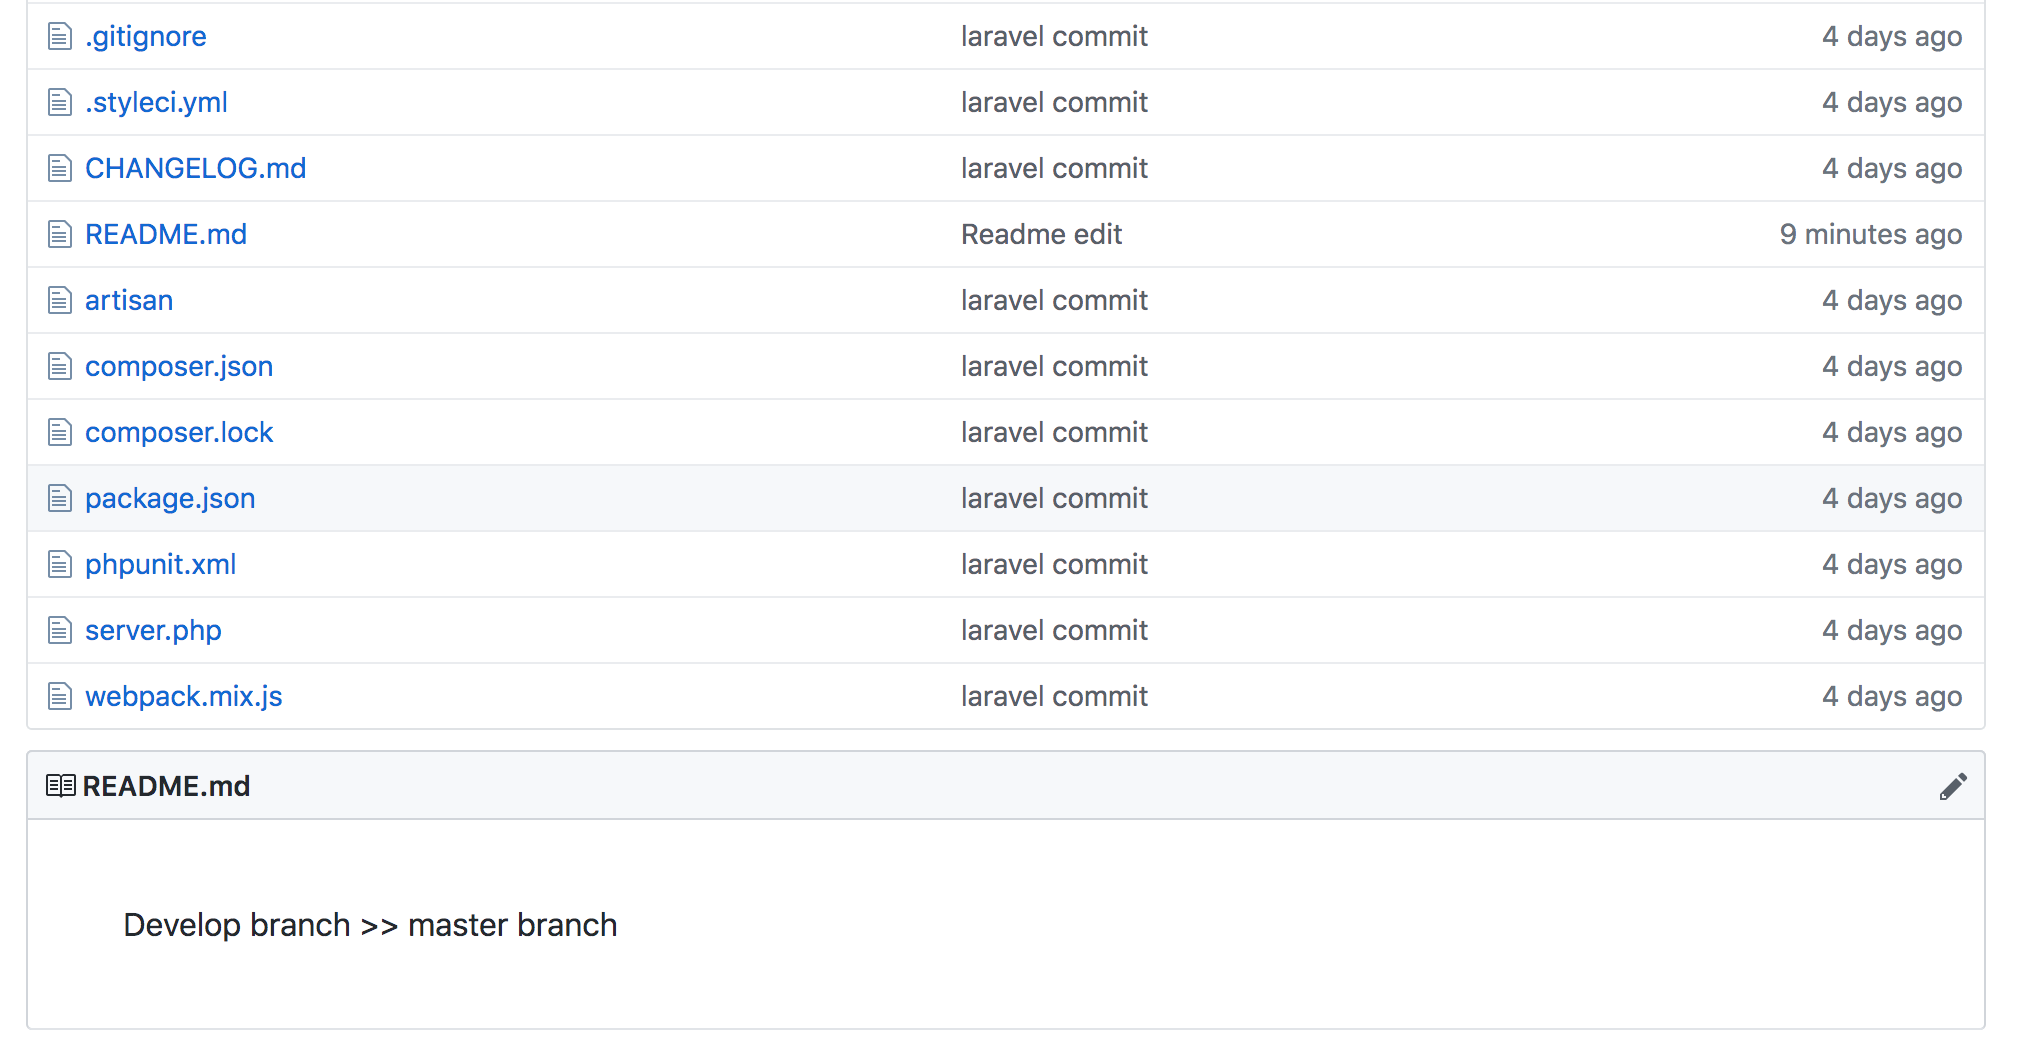 .gitignore laravel commit 4 days ago
.styleci.yml laravel commit 4 days ago
CHANGELOG.md laravel commit 4 days ago
README.md Readme edit 9 minutes ago
artisan laravel commit 4 days ago
composer.json laravel commit 4 days ago
composer.lock laravel commit 4 days ago
package.json laravel commit 4 days ago
phpunit.xml laravel commit 4 days ago
server.php laravel commit 4 days ago
webpack.mix.js laravel commit 4 days ago
README.md
Develop branch >> master branch